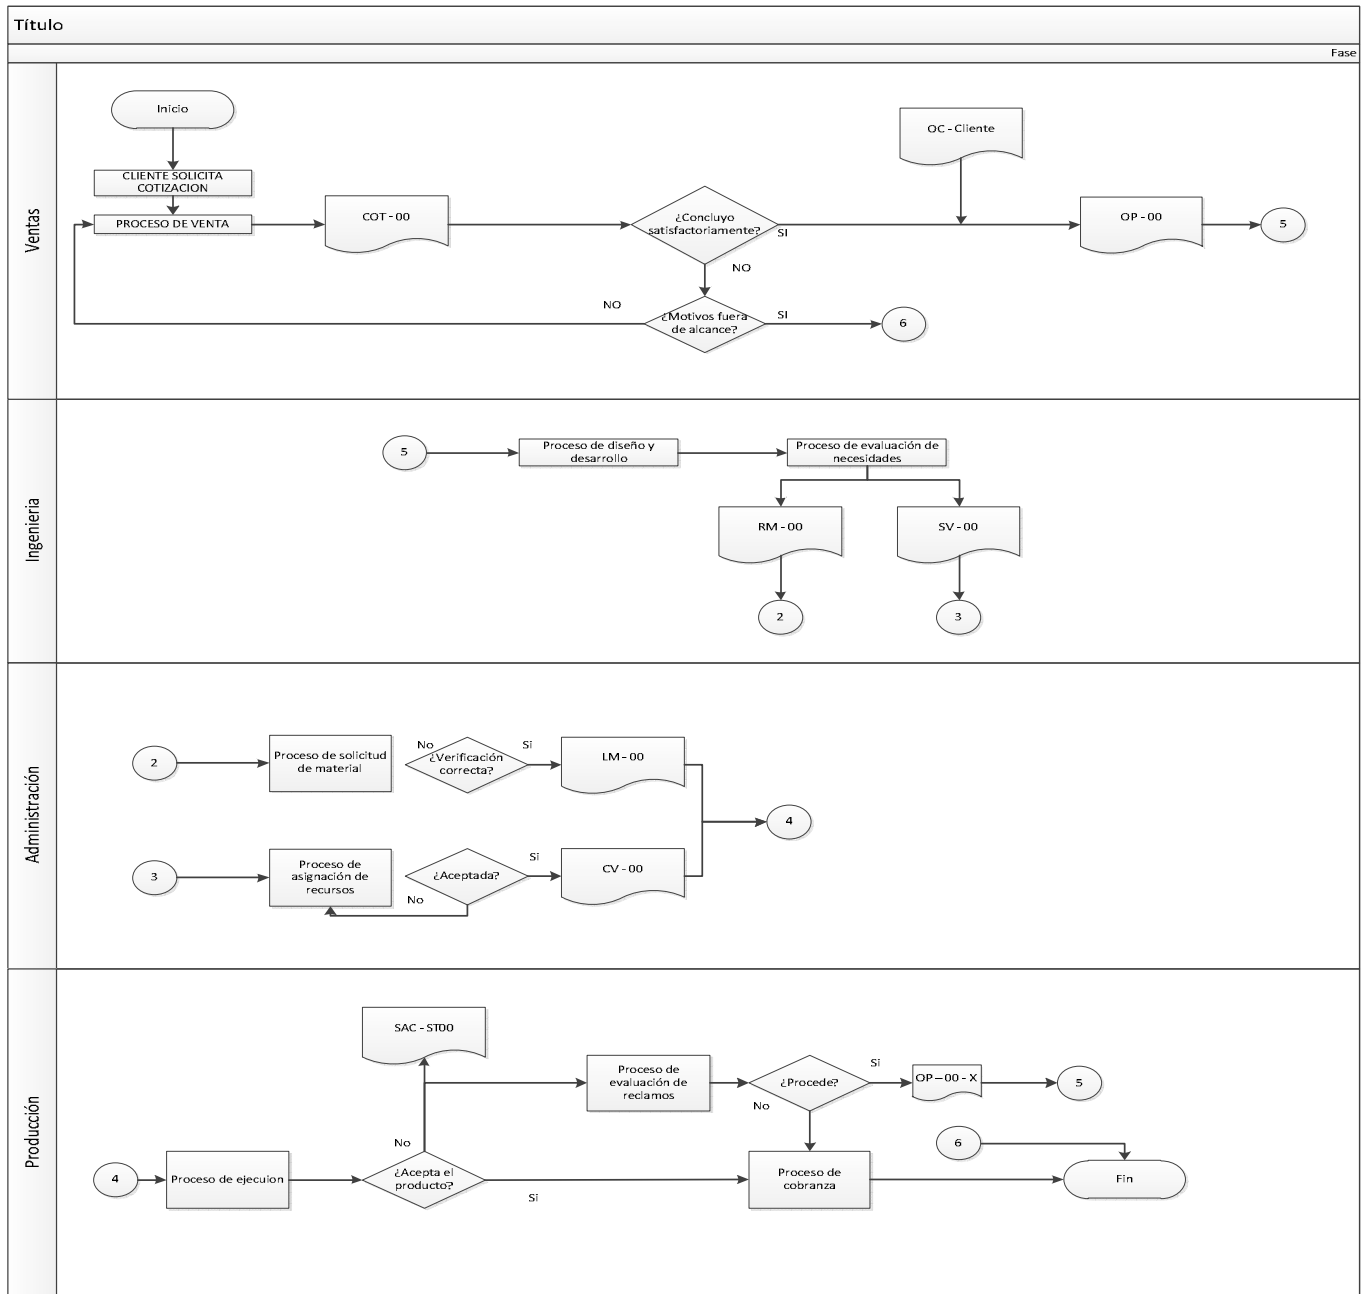 Título
Fase
Ventas
Inicio
CLIENTE SOLICITA
COTIZACION
PROCESO DE VENTA
COT - 00
¿Concluyo
satisfactoriamente?
SI
NO
OC - Cliente
OP - 00
5
NO
¿Motivos fuera
de alcance?
SI
6
Ingenieria
5
Proceso de diseño y
desarrollo
Proceso de evaluación de
necesidades
RM - 00
SV - 00
2
3
Administración
2
Proceso de solicitud
de material
No
¿Verificación
correcta?
Si
LM - 00
4
3
Proceso de
asignación de
recursos
No
¿Aceptada?
Si
CV - 00
Producción
SAC - ST00
Proceso de
evaluación de
reclamos
¿Procede?
Si
No
OP – 00 - X
5
6
4
Proceso de ejecuion
No
¿Acepta el
producto?
Si
Proceso de
cobranza
Fin